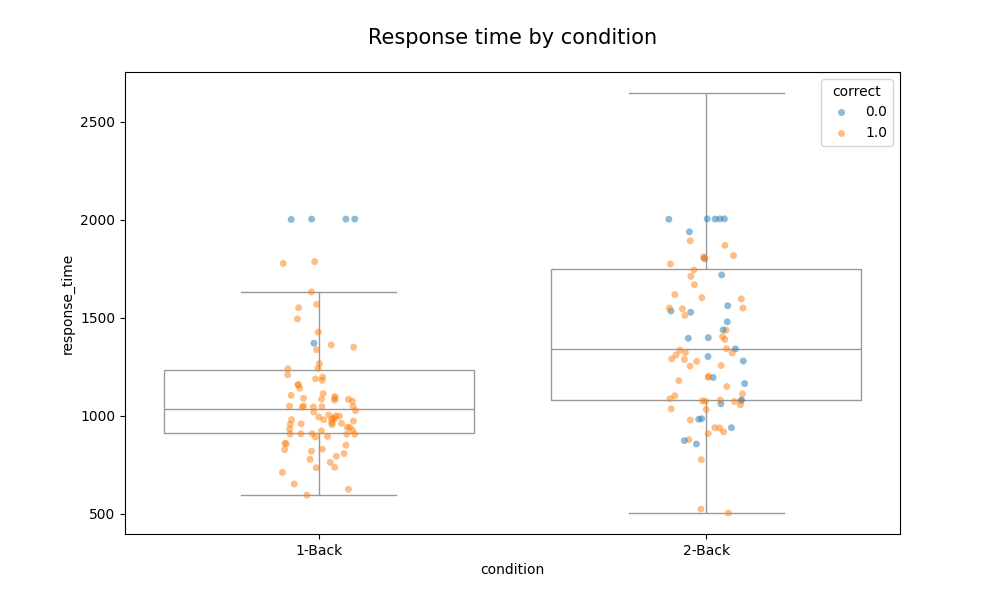 Response time by condition
correct
0.0
1.0
2500
2000
1500
1000
500
response_time
1-Back
2-Back
condition